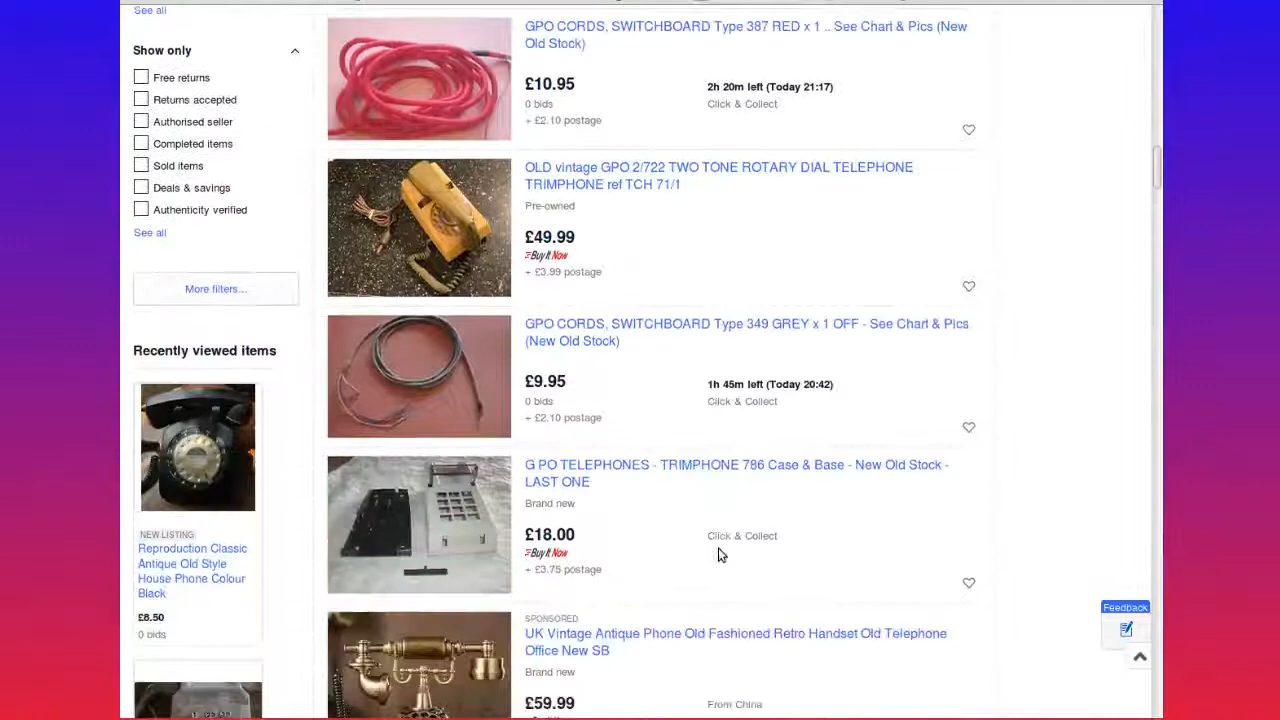 See all
Show only
Free returns
Returns accepted
Authorised seller
Completed items
Sold items
Deals & savings
Authenticity verified
See all
More filters...
Recently viewed items
NEW LISTING
Reproduction Classic
Antique Old Style
House Phone Colour
Black
£8.50
0 bids
GPO CORDS, SWITCHBOARD Type 387 RED x 1 .. See Chart & Pics (New
Old Stock)
£10.95
2h 20m left (Today 21:17)
0 bids
Click & Collect
+ £2.10 postage
OLD vintage GPO 2/722 TWO TONE ROTARY DIAL TELEPHONE
TRIMPHONE ref TCH 71/1
Pre-owned
£49.99
Buy It Now
+ £3.99 postage
GPO CORDS, SWITCHBOARD Type 349 GREY x 1 OFF - See Chart & Pics
(New Old Stock)
£9.95
1h 45m left (Today 20:42)
0 bids
Click & Collect
+ £2.10 postage
G PO TELEPHONES - TRIMPHONE 786 Case & Base - New Old Stock -
LAST ONE
Brand new
£18.00
Click & Collect
Buy It Now
+ £3.75 postage
SPONSORED
UK Vintage Antique Phone Old Fashioned Retro Handset Old Telephone
Office New SB
Brand new
£59.99
From China
Feedback